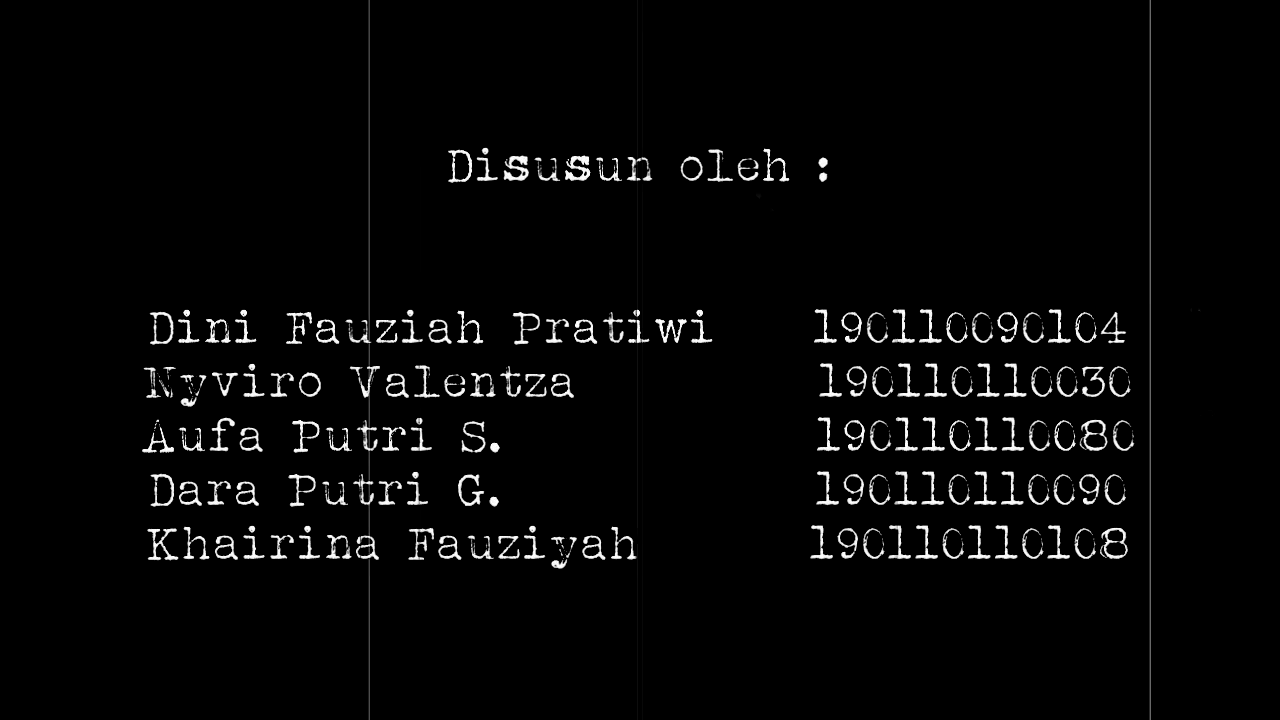 Disusun oleh :
Dini Fauziah Pratiwi 190110090104
Nyviro Valentza 190110110030
Aufa Putri S. 190110110080
Dara Putri G. 190110110090
Khairina Fauziyah 190110110108